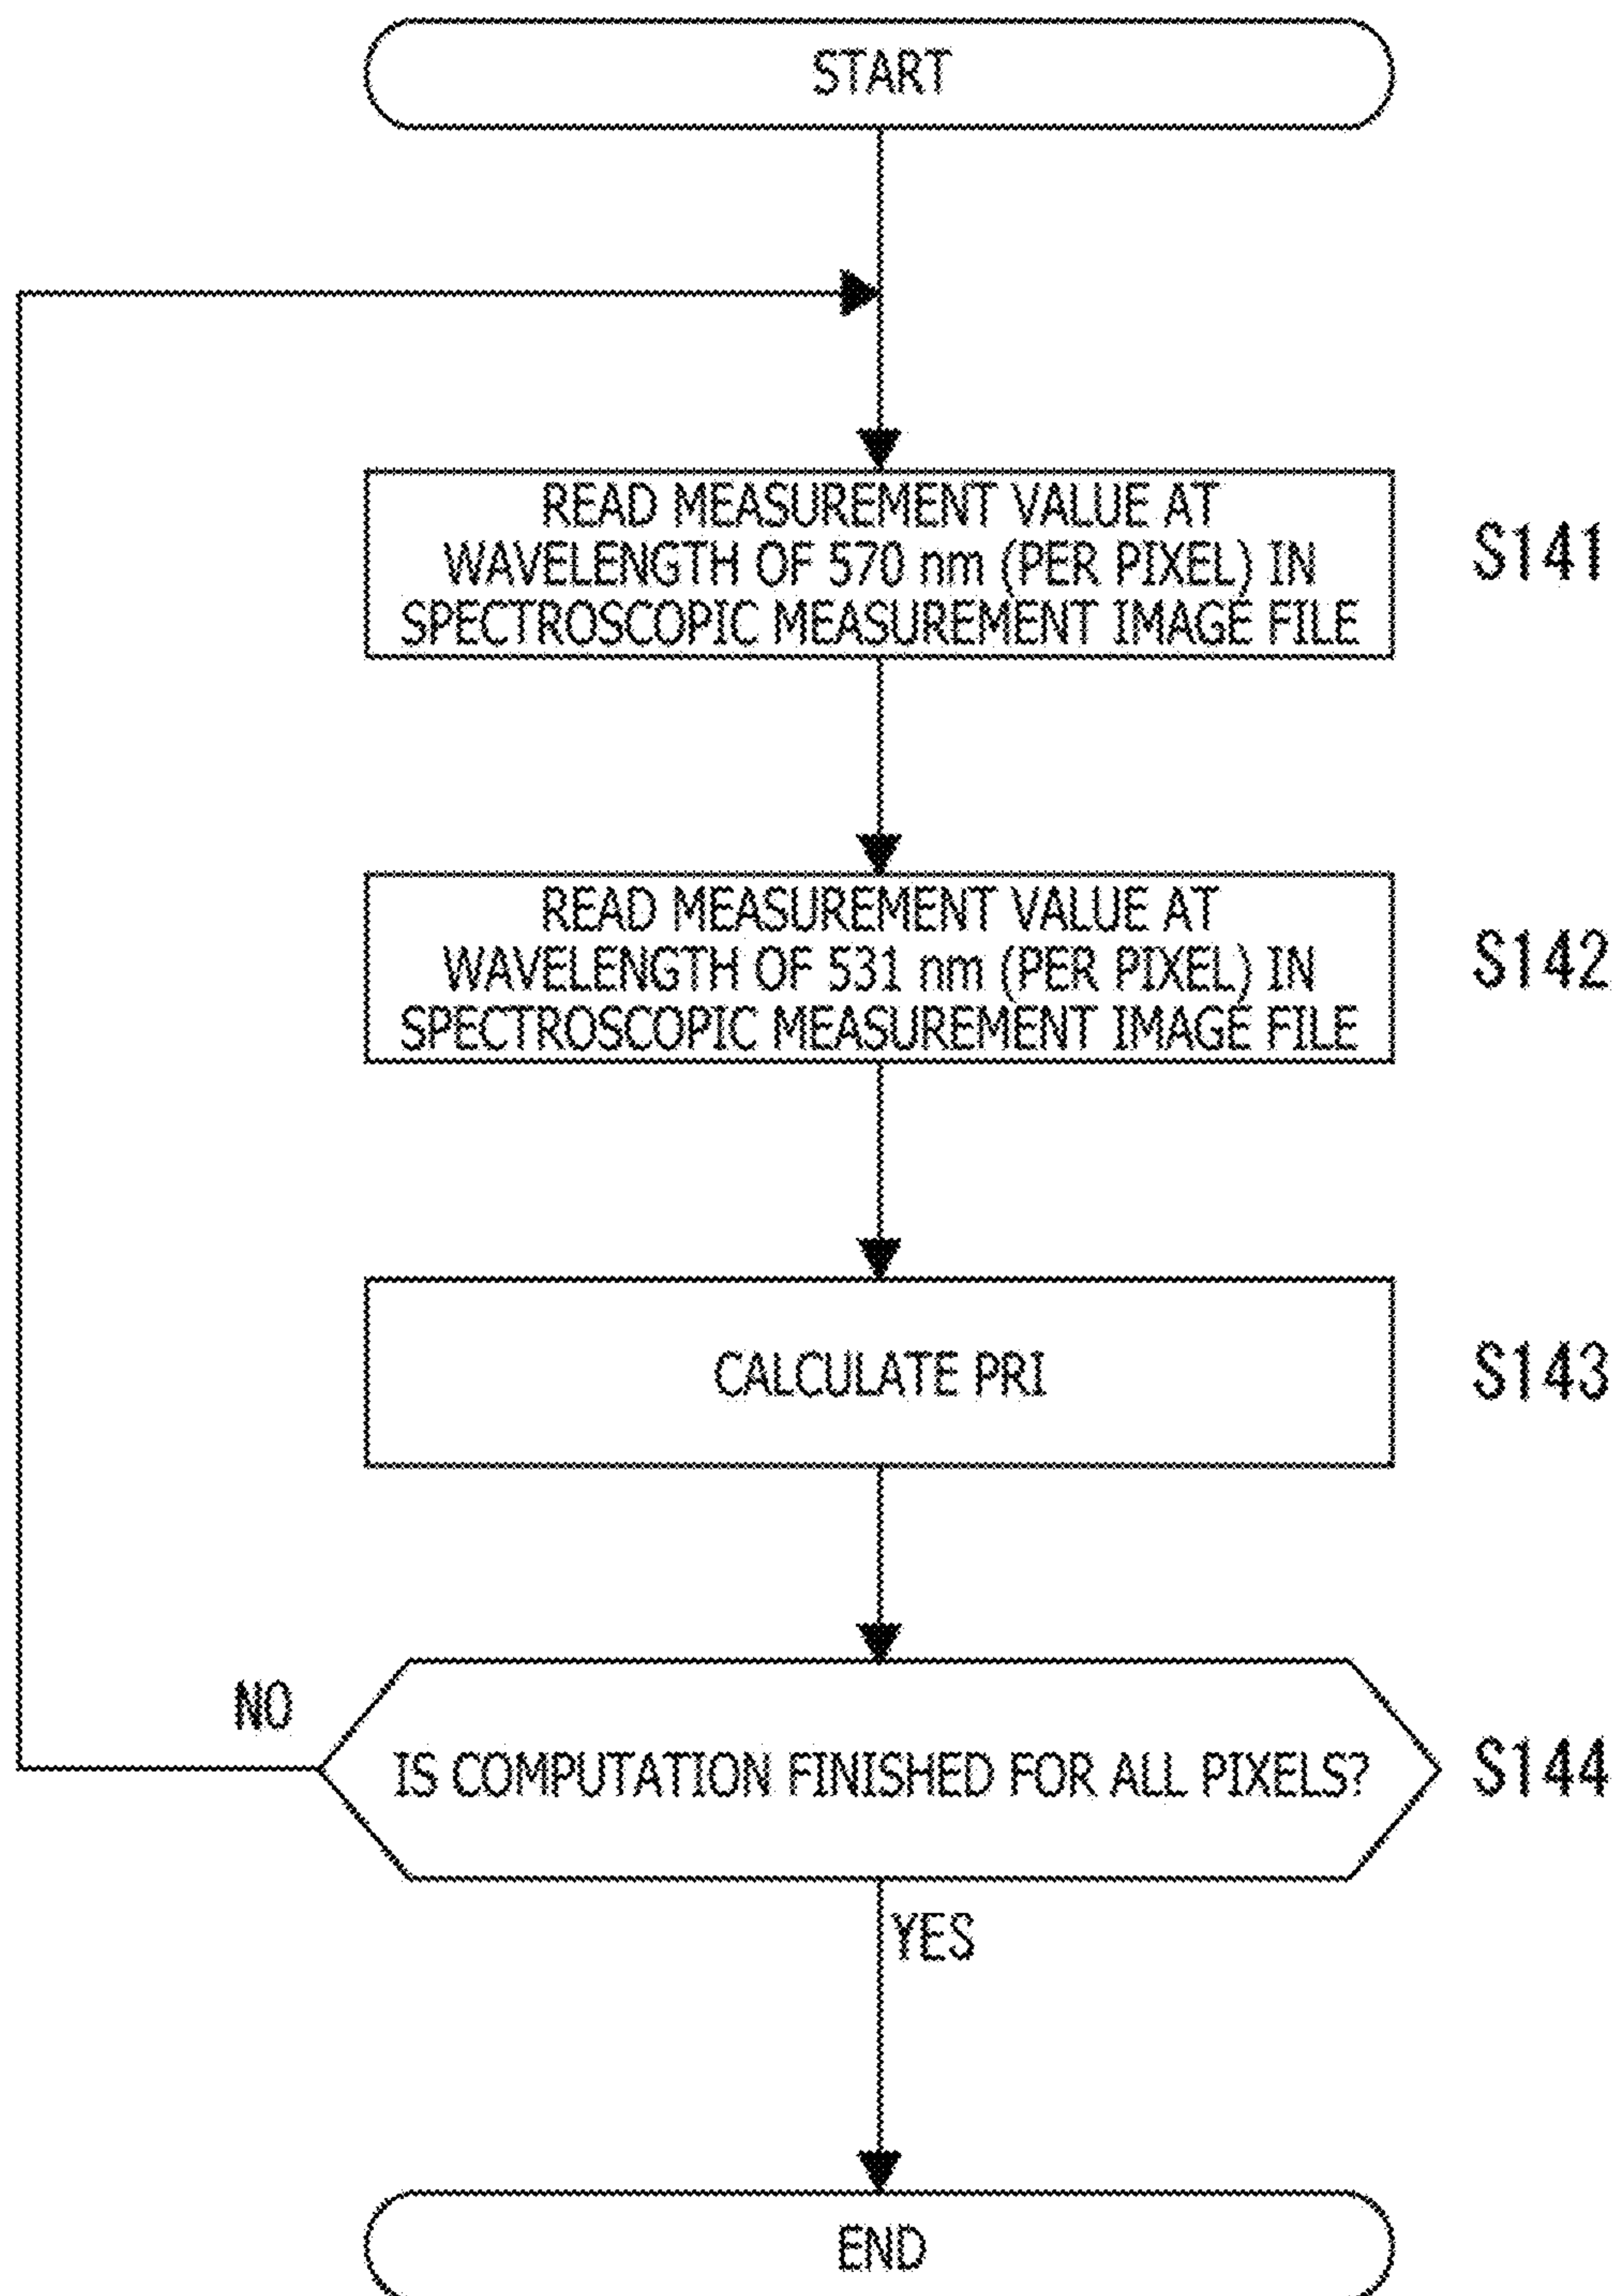 START
READ MEASUREMENT VALUE AT
WAVELENGTH OF 570 nm (PER PIXEL) IN
SPECTROSCOPIC MEASUREMENT IMAGE FILE
S141
READ MEASUREMENT VALUE AT
WAVELENGTH OF 531 nm (PER PIXEL) IN
SPECTROSCOPIC MEASUREMENT IMAGE FILE
S142
CALCULATE PRI
S143
NO
IS COMPUTATION FINISHED FOR ALL PIXELS?
S144
YES
END